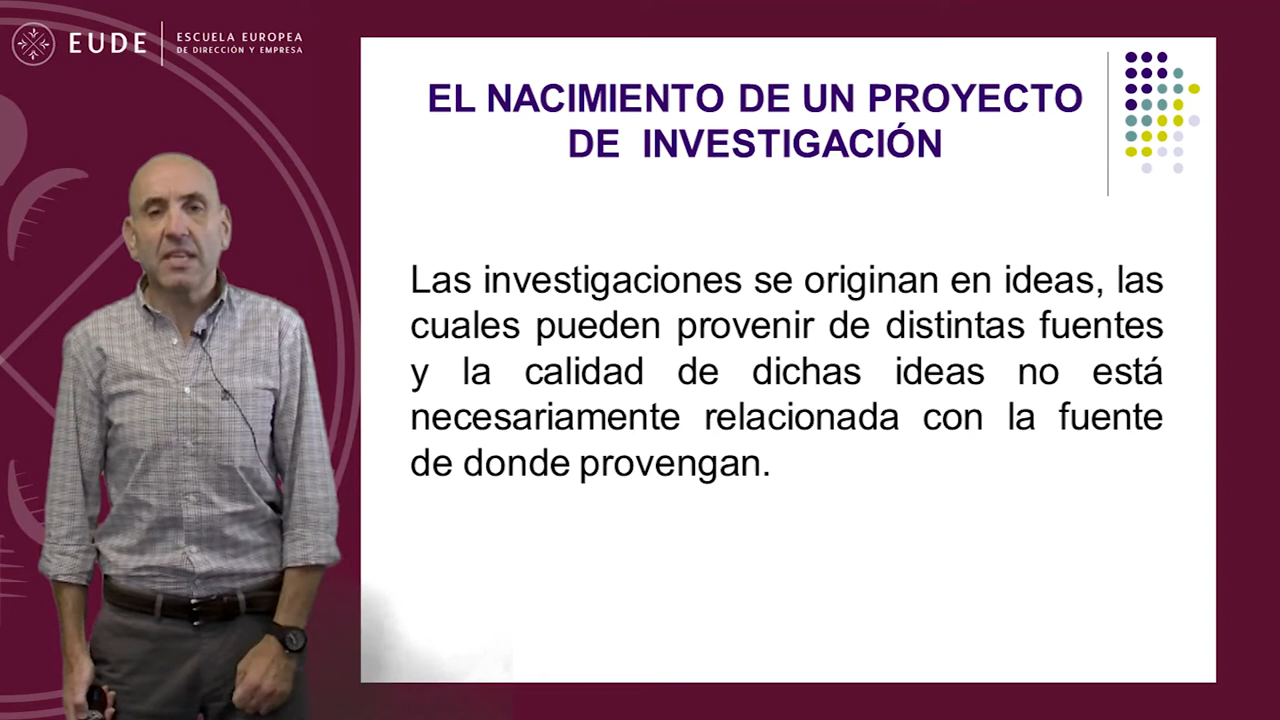 EUDE
ESCUELA EUROPEA
DE DIRECCIÓN Y EMPRESA
EL NACIMIENTO DE UN PROYECTO
DE INVESTIGACIÓN
Las investigaciones se originan en ideas, las
cuales pueden provenir de distintas fuentes
y la calidad de dichas ideas no está
necesariamente relacionada con la fuente
de donde provengan.